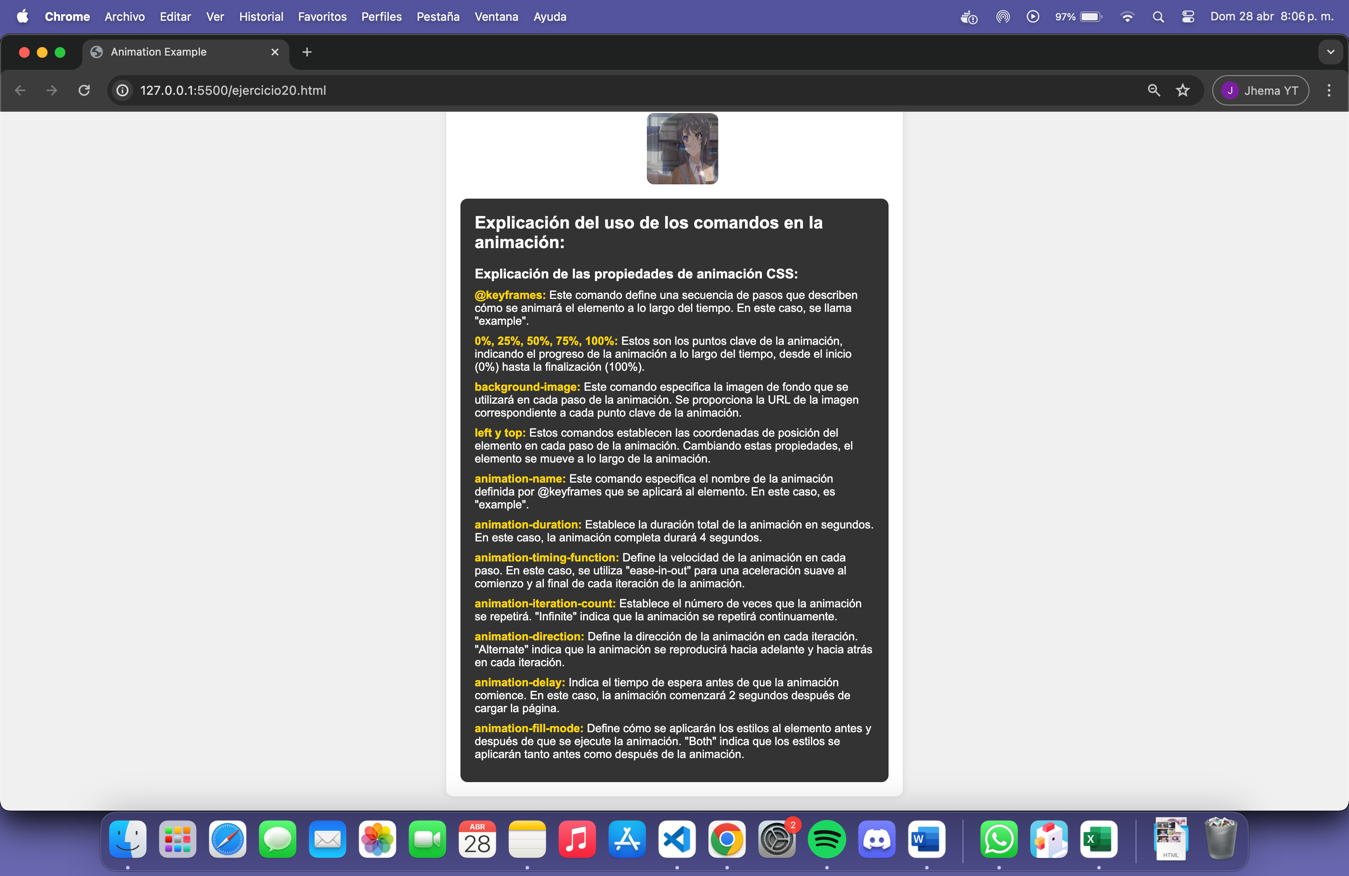 Chrome Archivo Editar Ver Historial Favoritos Perfiles Pestaña Ventana Ayuda 97% Dom 28 abr 8:06 p. m.
Animation Example
127.0.0.1:5500/ejercicio20.html J Jhema YT
Explicación del uso de los comandos en la
animación:
Explicación de las propiedades de animación CSS:
@keyframes: Este comando define una secuencia de pasos que describen
cómo se animará el elemento a lo largo del tiempo. En este caso, se llama
"example".
0%, 25%, 50%, 75%, 100%: Estos son los puntos clave de la animación,
indicando el progreso de la animación a lo largo del tiempo, desde el inicio
(0%) hasta la finalización (100%).
background-image: Este comando especifica la imagen de fondo que se
utilizará en cada paso de la animación. Se proporciona la URL de la imagen
correspondiente a cada punto clave de la animación.
left y top: Estos comandos establecen las coordenadas de posición del
elemento en cada paso de la animación. Cambiando estas propiedades, el
elemento se mueve a lo largo de la animación.
animation-name: Este comando especifica el nombre de la animación
definida por @keyframes que se aplicará al elemento. En este caso, es
"example".
animation-duration: Establece la duración total de la animación en segundos.
En este caso, la animación completa durará 4 segundos.
animation-timing-function: Define la velocidad de la animación en cada
paso. En este caso, se utiliza "ease-in-out" para una aceleración suave al
comienzo y al final de cada iteración de la animación.
animation-iteration-count: Establece el número de veces que la animación
se repetirá. "Infinite" indica que la animación se repetirá continuamente.
animation-direction: Define la dirección de la animación en cada iteración.
"Alternate" indica que la animación se reproducirá hacia adelante y hacia atrás
en cada iteración.
animation-delay: Indica el tiempo de espera antes de que la animación
comience. En este caso, la animación comenzará 2 segundos después de
cargar la página.
animation-fill-mode: Define cómo se aplicarán los estilos al elemento antes y
después de que se ejecute la animación. "Both" indica que los estilos se
aplicarán tanto antes como después de la animación.
ABR
28
2
W
X
HTML